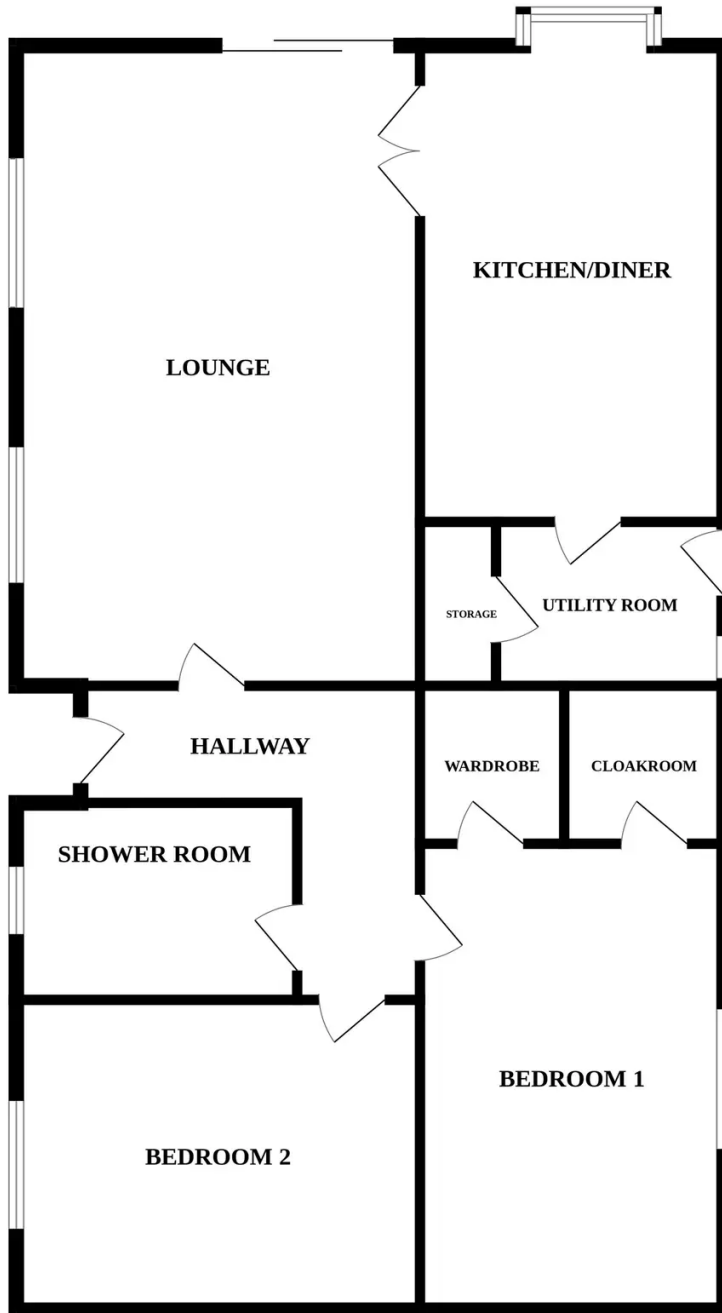 KITCHEN/DINER
LOUNGE
STORAGE
UTILITY ROOM
HALLWAY
WARDROBE
CLOAKROOM
SHOWER ROOM
BEDROOM 1
BEDROOM 2